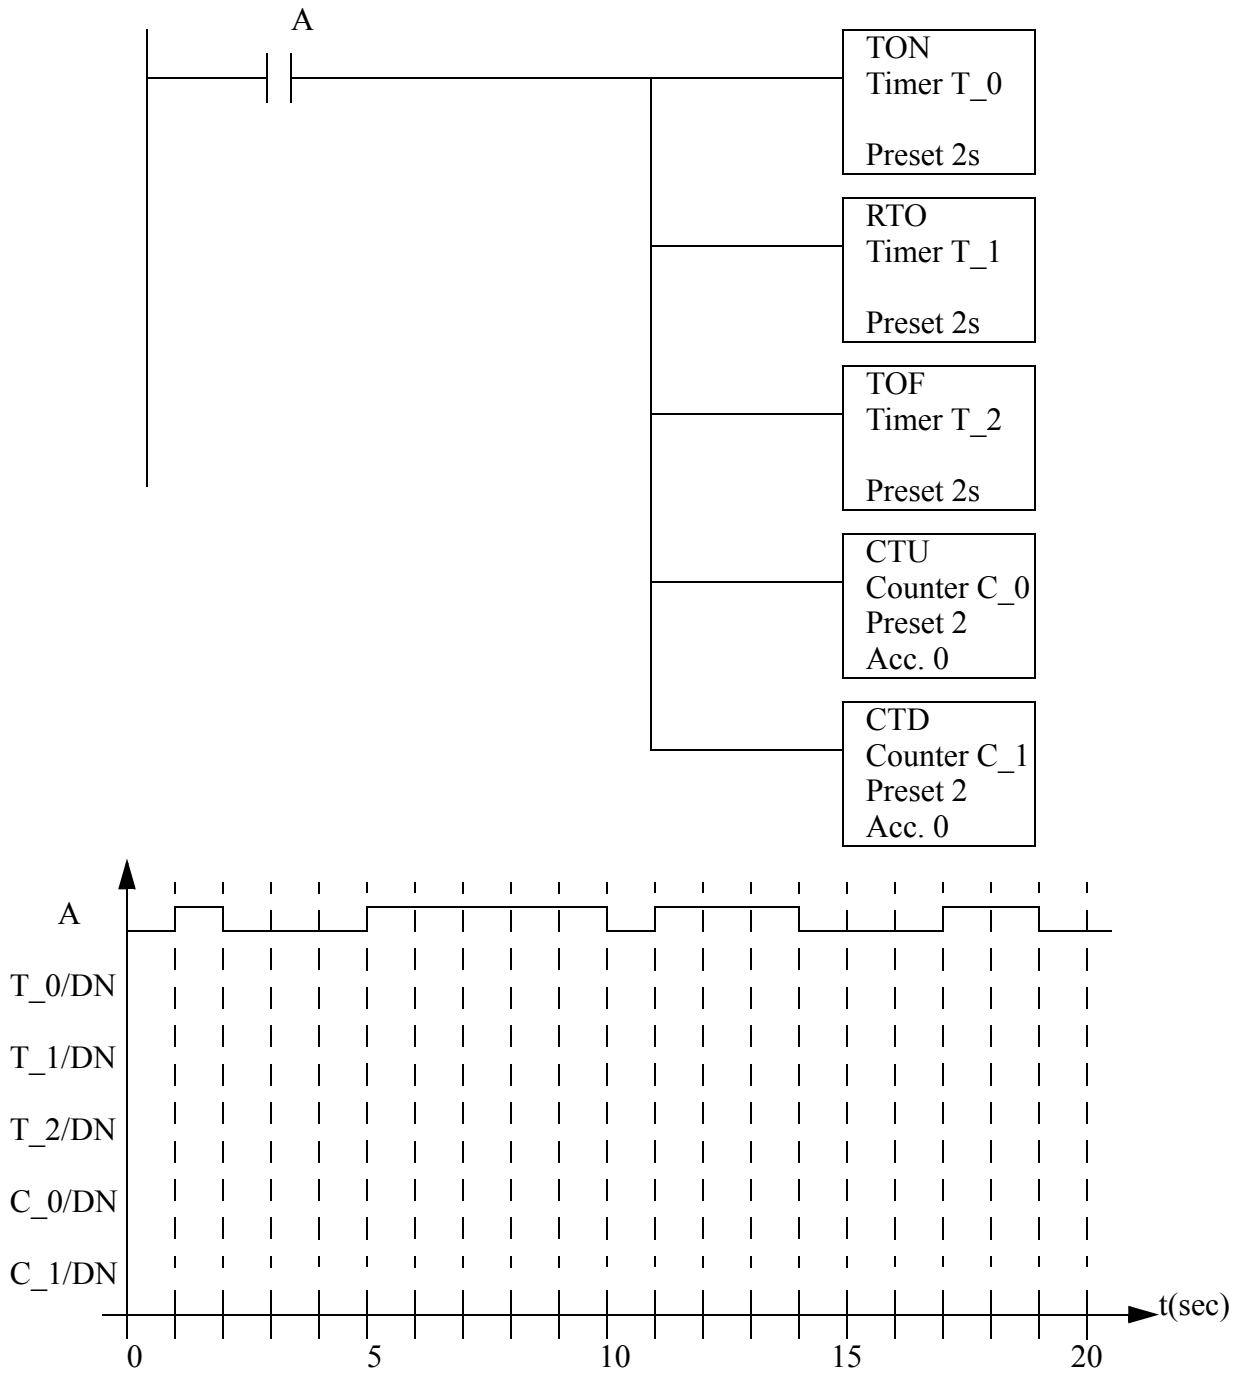 A
TON
Timer T_0
Preset 2s
RTO
Timer T_1
Preset 2s
TOF
Timer T_2
Preset 2s
CTU
Counter C_0
Preset 2
Acc. 0
CTD
Counter C_1
Preset 2
Acc. 0
A
T_0/DN
T_1/DN
T_2/DN
C_0/DN
C_1/DN
t(sec)
0 5 10 15 20